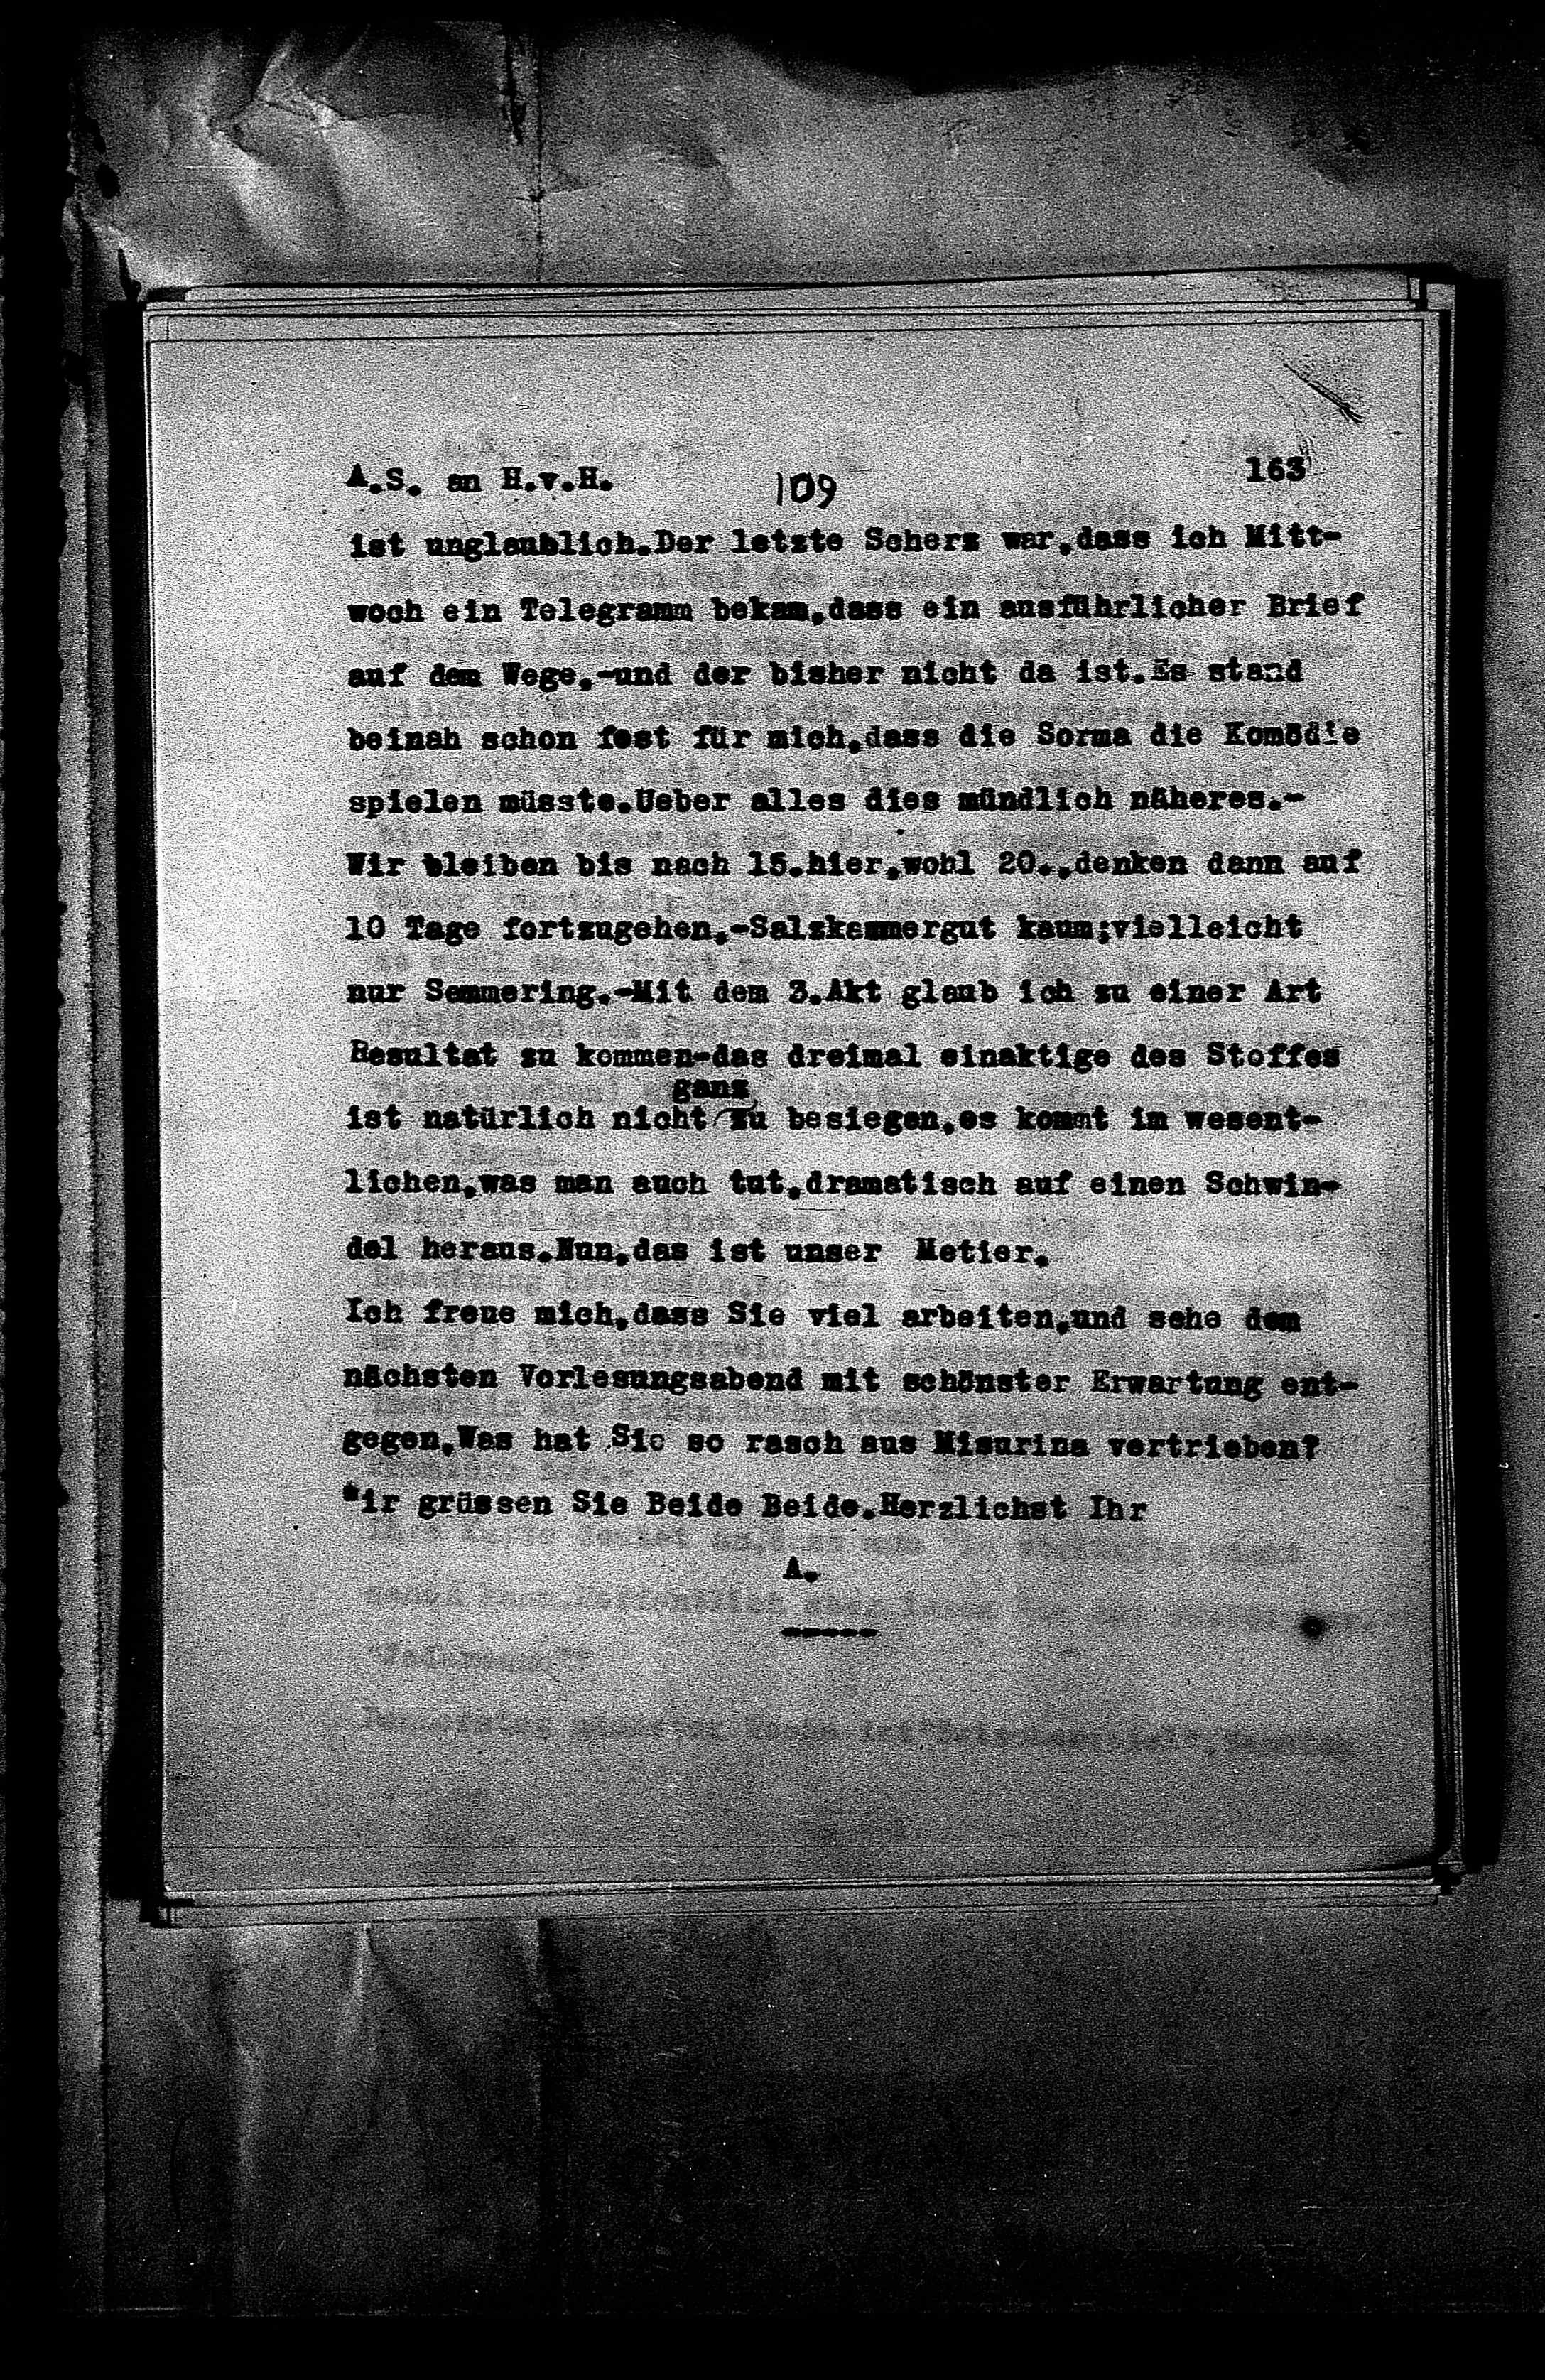 A.S. an H.v.H. 109 163
ist unglaublich.Der letzte Scherz war,dass ich Mitt-
woch ein Telegramm bekam,dass ein ausführlicher Brief
auf dem Wege,-und der bisher nicht da ist.Es stand
beinah schon fest für mich,dass die Sorma die Komödie
spielen müsste.Ueber alles dies mündlich näheres.-
Wir bleiben bis nach 15.hier,wohl 20.,denken dann auf
10 Tage fortzugehen,-Salzkammergut kaum;vielleicht
nur Semmering.-Mit dem 3.Akt glaub ich zu einer Art
Resultat zu kommen-das dreimal einaktige des Stoffes
ganz
ist natürlich nicht zu besiegen,es kommt im wesent-
lichen,was man auch tut,dramatisch auf einen Schwin-
del heraus.Nun,das ist unser Metier.
Ich freue mich,dass Sie viel arbeiten,und sehe dem
nächsten Vorlesungsabend mit schönster Erwartung ent-
gegen.Was hat Sie so rasch aus Misurina vertrieben?
Wir grüssen Sie Beide Beide.Herzlichst Ihr
A.
-----